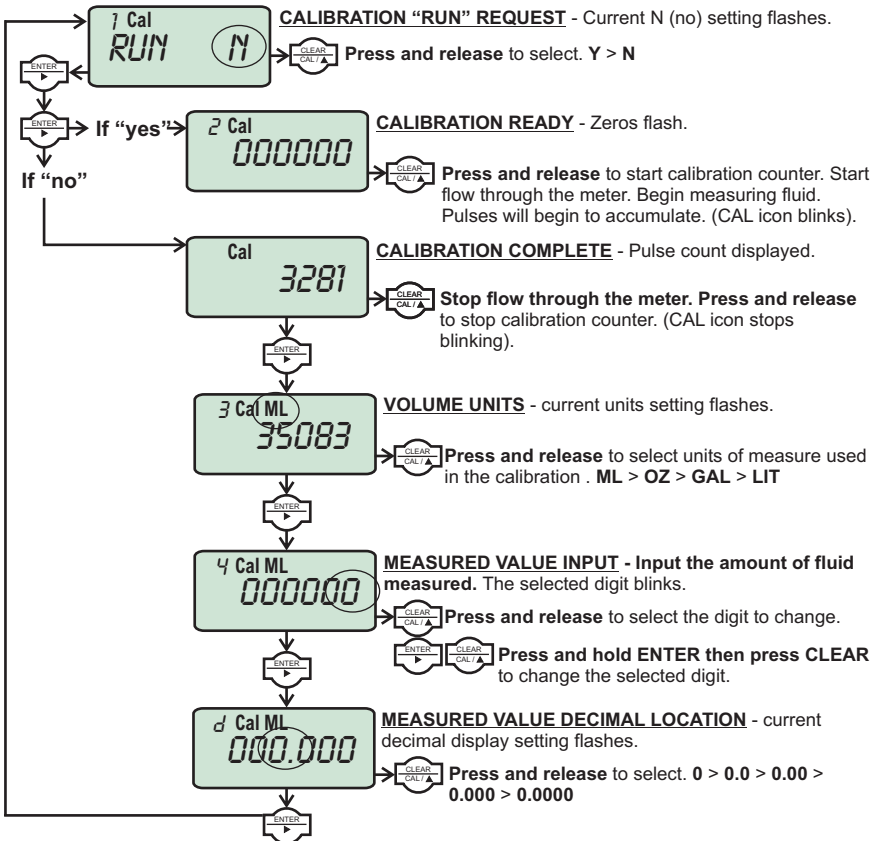 1 Cal
RUN N
CALIBRATION “RUN” REQUEST - Current N (no) setting flashes.
CLEAR
CAL / ▲
Press and release to select. Y > N
ENTER
▶
ENTER
▶
If “yes”
If “no”
2 Cal
000000
CALIBRATION READY - Zeros flash.
CLEAR
CAL / ▲
Press and release to start calibration counter. Start
flow through the meter. Begin measuring fluid.
Pulses will begin to accumulate. (CAL icon blinks).
Cal
3281
CALIBRATION COMPLETE - Pulse count displayed.
CLEAR
CAL / ▲
Stop flow through the meter. Press and release
to stop calibration counter. (CAL icon stops
blinking).
ENTER
▶
3 Cal ML
35083
VOLUME UNITS - current units setting flashes.
CLEAR
CAL / ▲
Press and release to select units of measure used
in the calibration . ML > OZ > GAL > LIT
ENTER
▶
4 Cal ML
000000
MEASURED VALUE INPUT - Input the amount of fluid
measured. The selected digit blinks.
CLEAR
CAL / ▲
Press and release to select the digit to change.
ENTER
▶
CLEAR
CAL / ▲
Press and hold ENTER then press CLEAR
to change the selected digit.
ENTER
▶
d Cal ML
000.000
MEASURED VALUE DECIMAL LOCATION - current
decimal display setting flashes.
CLEAR
CAL / ▲
Press and release to select. 0 > 0.0 > 0.00 >
0.000 > 0.0000
ENTER
▶